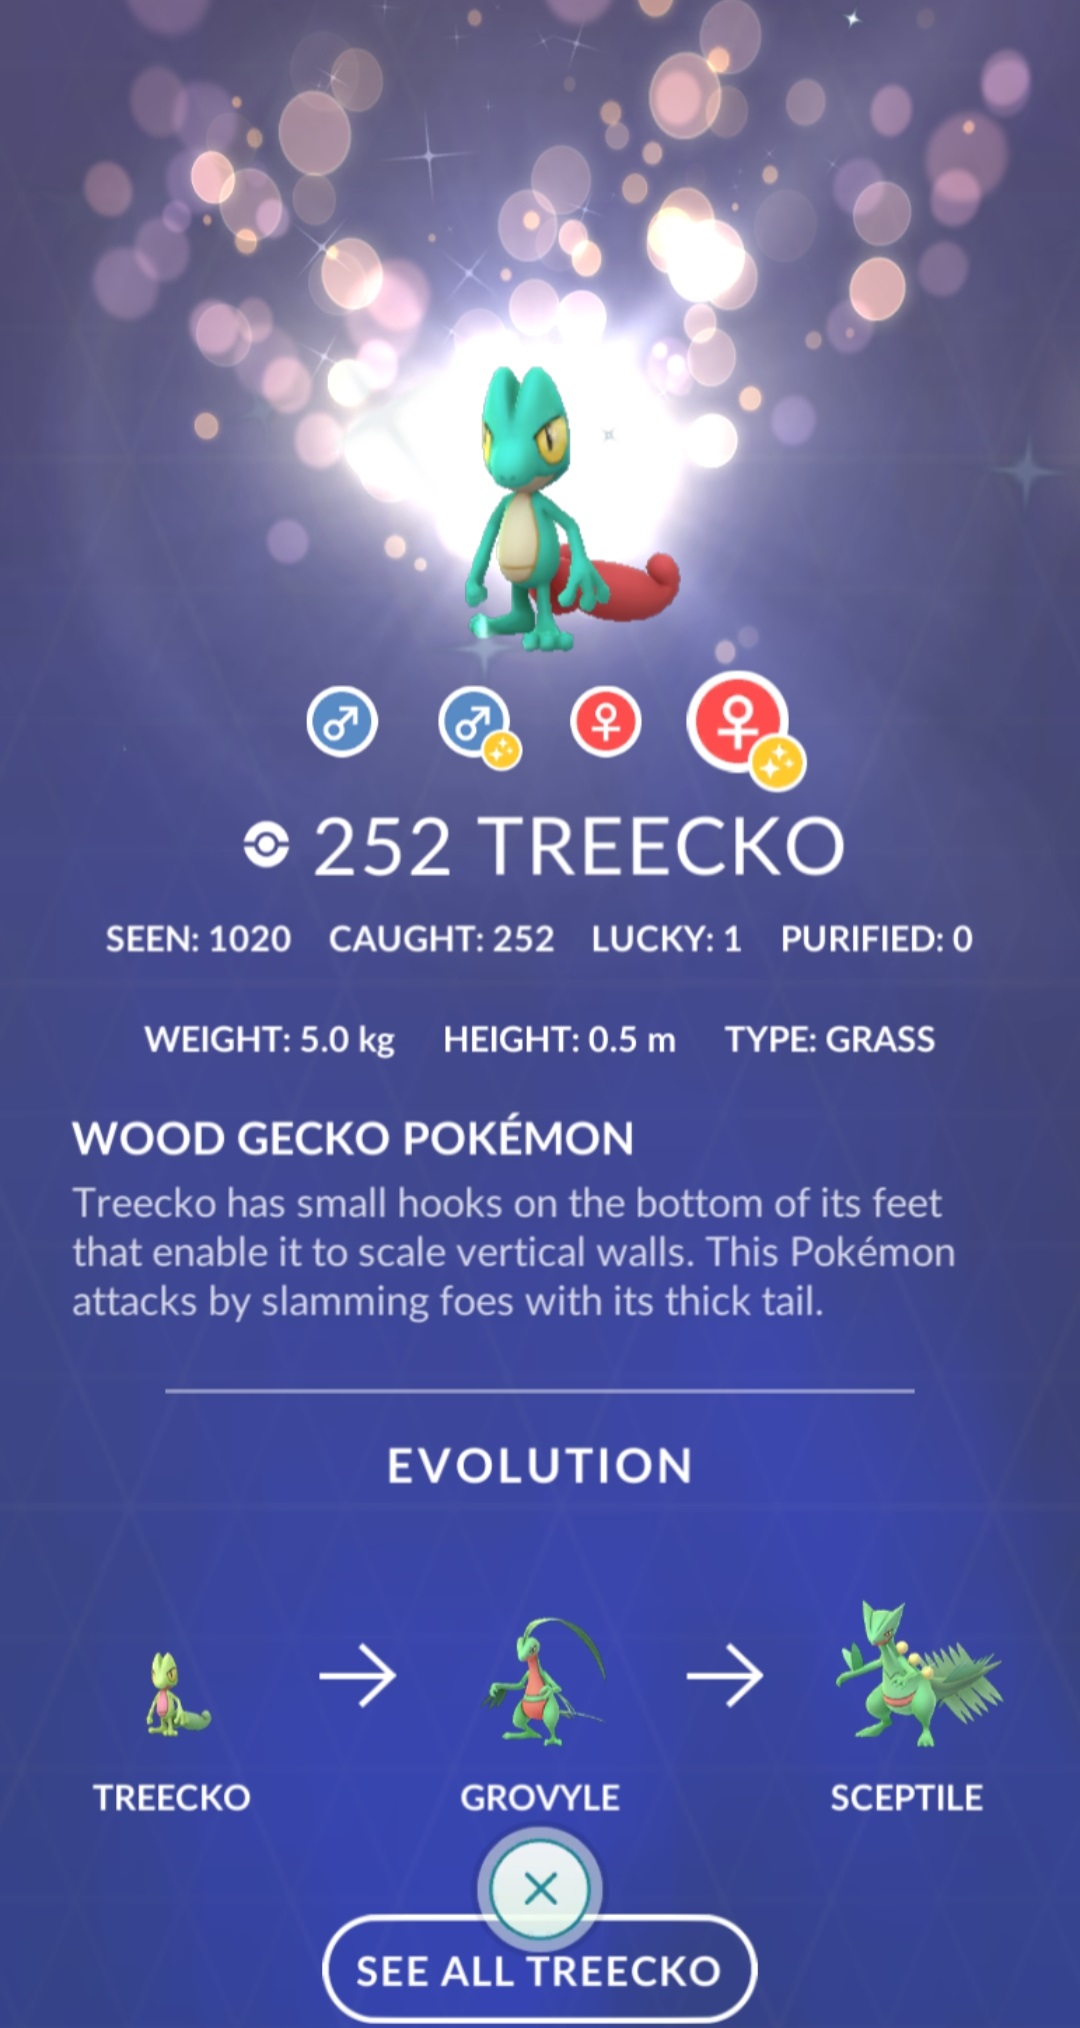 252 TREECKO
SEEN: 1020 CAUGHT: 252 LUCKY: 1 PURIFIED: 0
WEIGHT: 5.0 kg HEIGHT: 0.5 m TYPE: GRASS
WOOD GECKO POKÉMON
Treecko has small hooks on the bottom of its feet
that enable it to scale vertical walls. This Pokémon
attacks by slamming foes with its thick tail.
EVOLUTION
TREECKO GROVYLE SCEPTILE
SEE ALL TREECKO